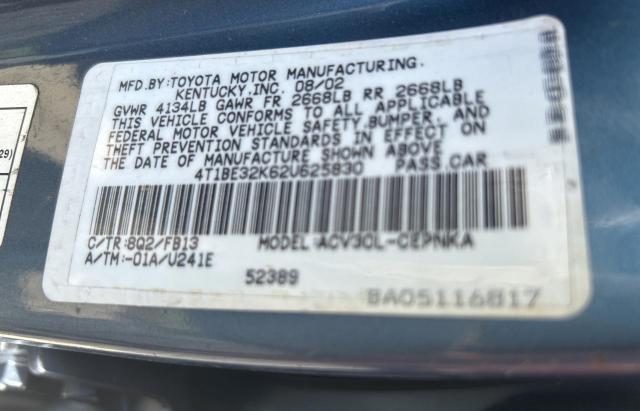 MFD.BY:TOYOTA MOTOR MANUFACTURING.
KENTUCKY,INC. 08/02
GVWR 4134LB GAWR FR 2668LB RR 2668LB
THIS VEHICLE CONFORMS TO ALL APPLICABLE
FEDERAL MOTOR VEHICLE SAFETY,BUMPER, AND
THEFT PREVENTION STANDARDS IN EFFECT ON
THE DATE OF MANUFACTURE SHOWN ABOVE
4T1BE32K62U625830 PASS.CAR
C/TR:8Q2/FB13 MODEL:ACV30L-CEPNKA
A/TM:-01A/U241E
52389
BA05116817
29)